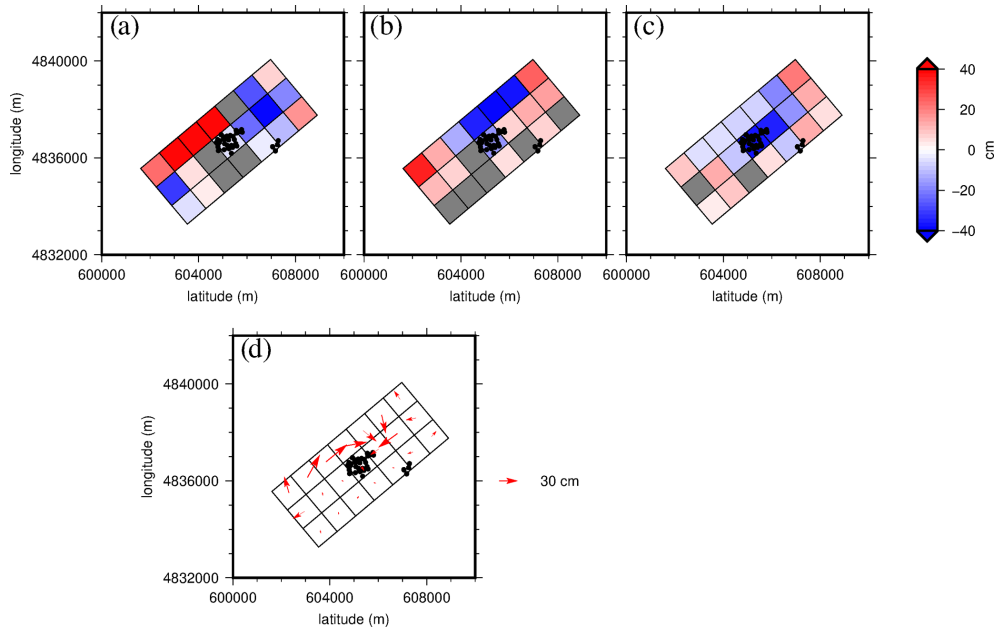 (a) (b) (c)
4840000
4836000
4832000
longitude (m)
600000 604000 608000 600000 604000 608000 600000 604000 608000
latitude (m) latitude (m) latitude (m)
40
20
0
−20
−40
cm
(d)
4840000
4836000
4832000
longitude (m)
30 cm
600000 604000 608000
latitude (m)